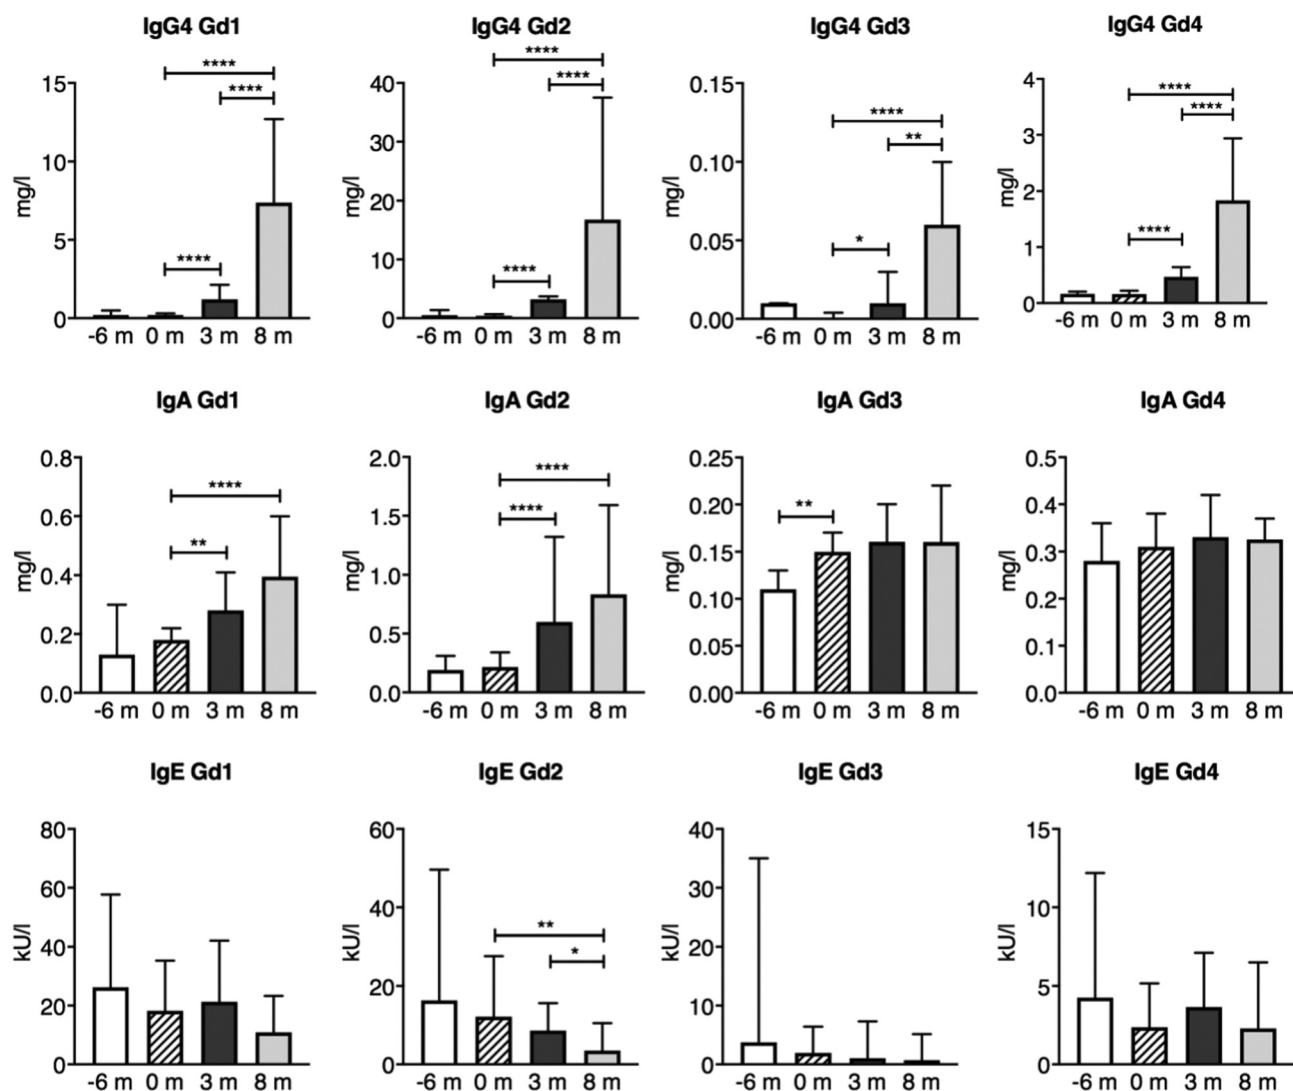 IgG4 Gd1
IgG4 Gd2
IgG4 Gd3
IgG4 Gd4
mg/l
15
10
5
0
****
****
****
-6 m 0 m 3 m 8 m
mg/l
40
30
20
10
0
****
****
****
-6 m 0 m 3 m 8 m
mg/l
0.15
0.10
0.05
0.00
****
**
*
-6 m 0 m 3 m 8 m
mg/l
4
3
2
1
0
****
****
****
-6 m 0 m 3 m 8 m
IgA Gd1
IgA Gd2
IgA Gd3
IgA Gd4
mg/l
0.8
0.6
0.4
0.2
0.0
****
**
-6 m 0 m 3 m 8 m
mg/l
2.0
1.5
1.0
0.5
0.0
****
****
-6 m 0 m 3 m 8 m
mg/l
0.25
0.20
0.15
0.10
0.05
0.00
**
-6 m 0 m 3 m 8 m
mg/l
0.5
0.4
0.3
0.2
0.1
0.0
-6 m 0 m 3 m 8 m
IgE Gd1
IgE Gd2
IgE Gd3
IgE Gd4
kU/l
80
60
40
20
0
-6 m 0 m 3 m 8 m
kU/l
60
40
20
0
**
*
-6 m 0 m 3 m 8 m
kU/l
40
30
20
10
0
-6 m 0 m 3 m 8 m
kU/l
15
10
5
0
-6 m 0 m 3 m 8 m